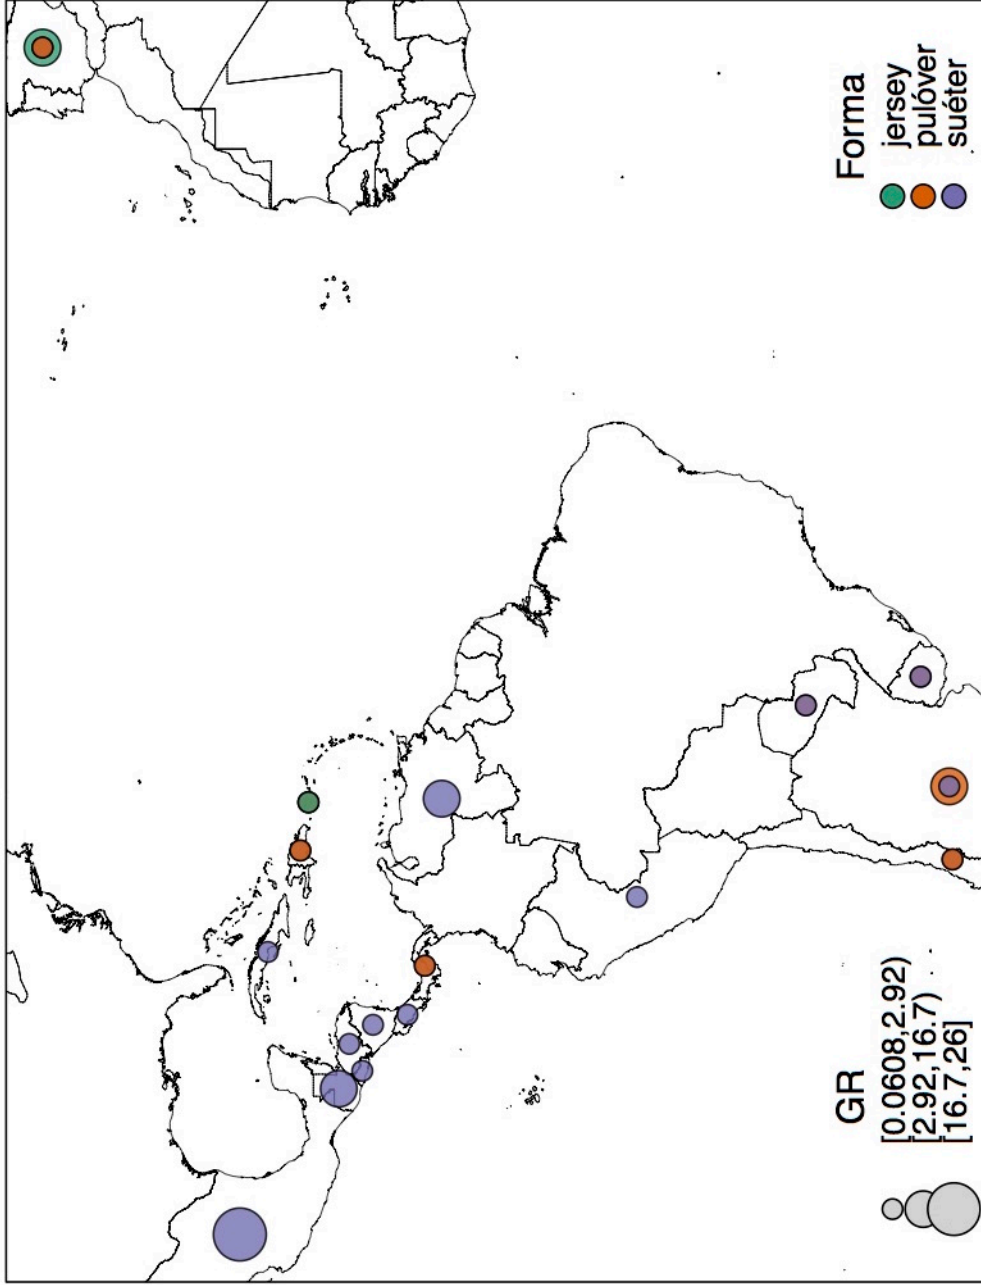 GR
[0.0608,2.92)
[2.92,16.7)
[16.7,26]
Forma
jersey
pulóver
suéter